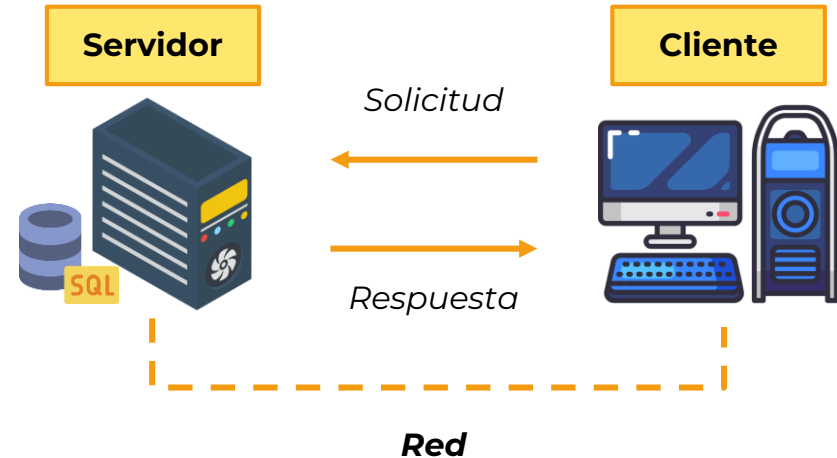 Servidor
Cliente
Solicitud
SQL
Respuesta
Red